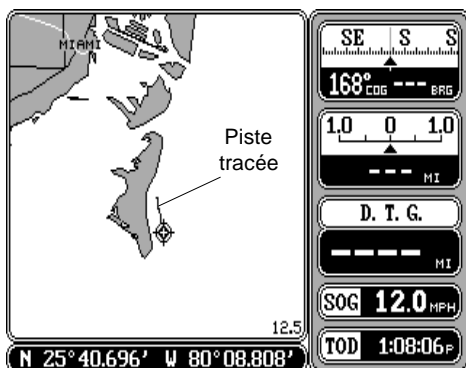 MIAMI
Piste
tracée
12.5
N 25°40.696' W 80°08.808'
SE S S
168° COG --- BRG
1.0 0 1.0
--- MI
D. T. G.
---- MI
SOG 12.0 MPH
TOD 1:08:06P